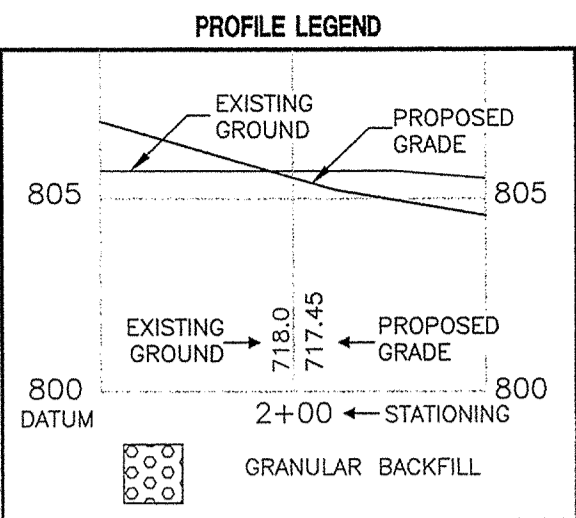 PROFILE LEGEND
EXISTING
GROUND
PROPOSED
GRADE
805
805
EXISTING
GROUND
718.0
717.45
PROPOSED
GRADE
800
800
DATUM
2+00
STATIONING
GRANULAR BACKFILL